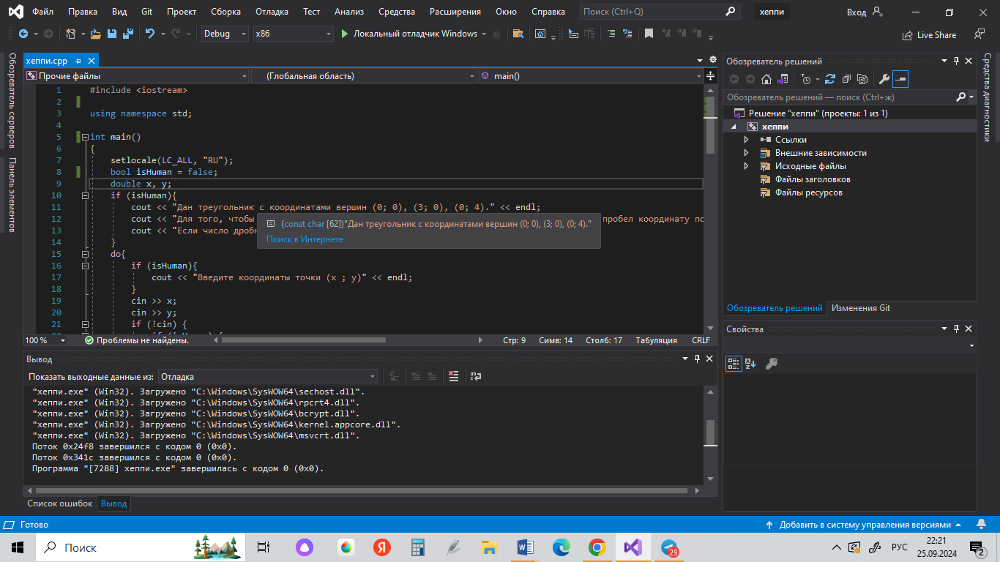 Файл Правка Вид Git Проект Сборка Отладка Тест Анализ Средства Расширения Окно Справка Поиск (Ctrl+Q) хеппи Вход
Debug x86 Локальный отладчик Windows Live Share
Обозреватель серверов
Панель элементов
хеппи.cpp
Прочие файлы (Глобальная область) main()
1 #include <iostream>
2
3 using namespace std;
4
5 int main()
6 {
7 setlocale(LC_ALL, "RU");
8 bool isHuman = false;
9 double x, y;
10 if (isHuman){
11 cout << "Дан треугольник с координатами вершин (0; 0), (3; 0), (0; 4)." << endl;
12 cout << "Для того, чтобы пробел координату по
13 cout << "Если число дробн
(const char [62])"Дан треугольник с координатами вершин (0; 0), (3; 0), (0; 4)."
Поиск в Интернете
14 }
15 do{
16 if (isHuman){
17 cout << "Введите координаты точки (x ; y)" << endl;
18 }
19 cin >> x;
20 cin >> y;
21 if (!cin) {
100 % Проблемы не найдены. Стр: 9 Симв: 14 Столб: 17 Табуляция CRLF
Вывод
Показать выходные данные из: Отладка
"хеппи.exe" (Win32). Загружено "C:\Windows\SysWOW64\sechost.dll".
"хеппи.exe" (Win32). Загружено "C:\Windows\SysWOW64\rpcrt4.dll".
"хеппи.exe" (Win32). Загружено "C:\Windows\SysWOW64\bcrypt.dll".
"хеппи.exe" (Win32). Загружено "C:\Windows\SysWOW64\kernel.appcore.dll".
"хеппи.exe" (Win32). Загружено "C:\Windows\SysWOW64\msvcrt.dll".
Поток 0x24f8 завершился с кодом 0 (0x0).
Поток 0x341c завершился с кодом 0 (0x0).
Программа "[7288] хеппи.exe" завершилась с кодом 0 (0x0).
Список ошибок Вывод
Обозреватель решений
Обозреватель решений — поиск (Ctrl+ж)
Решение "хеппи" (проекты: 1 из 1)
хеппи
Ссылки
Внешние зависимости
Исходные файлы
Файлы заголовков
Файлы ресурсов
Обозреватель решений Изменения Git
Свойства
Средства диагностики
Готово Добавить в систему управления версиями
Поиск
29
РУС
22:21
25.09.2024
2